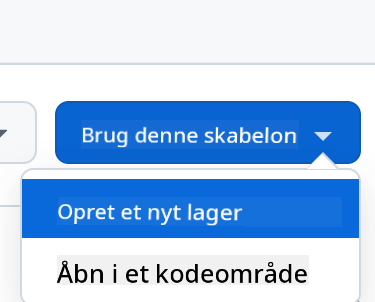 Brug denne skabelon
Opret et nyt lager
Åbn i et kodeområde